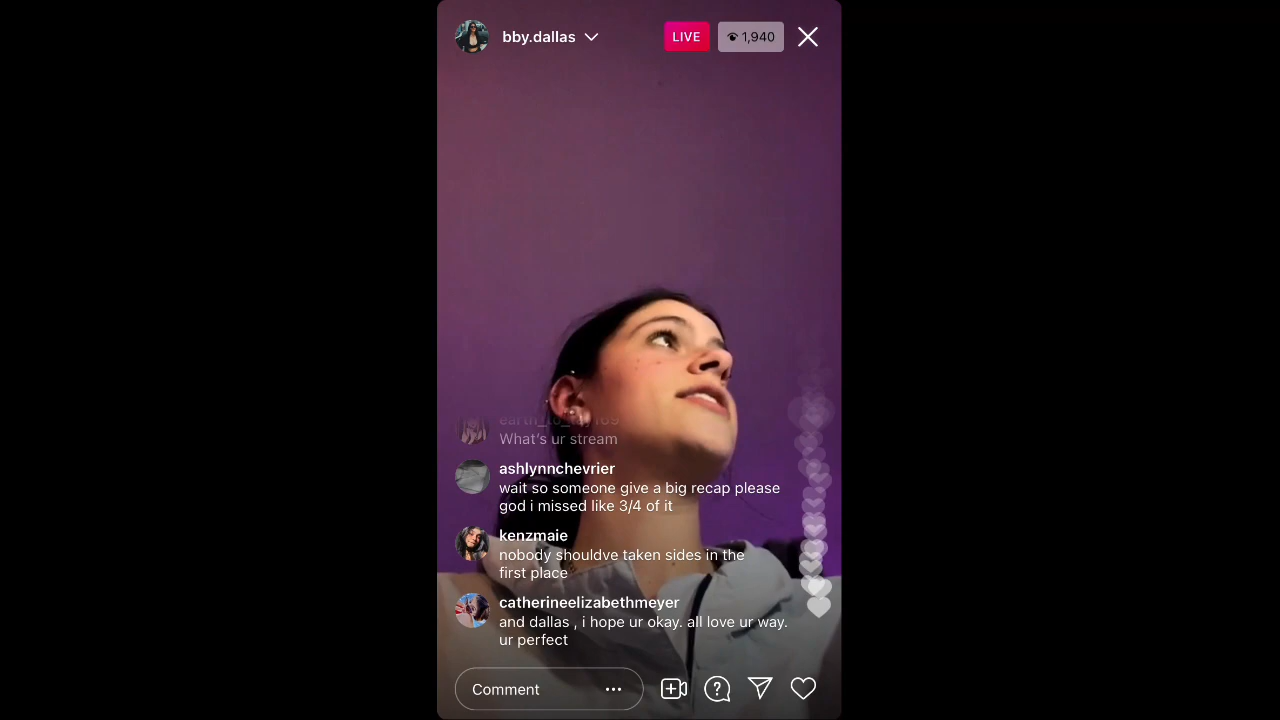 bby.dallas
LIVE
1,940
What's ur stream
ashlynnchevrier
wait so someone give a big recap please
god i missed like 3/4 of it
kenzmaie
nobody shouldve taken sides in the
first place
catherineelizabethmeyer
and dallas , i hope ur okay. all love ur way.
ur perfect
Comment